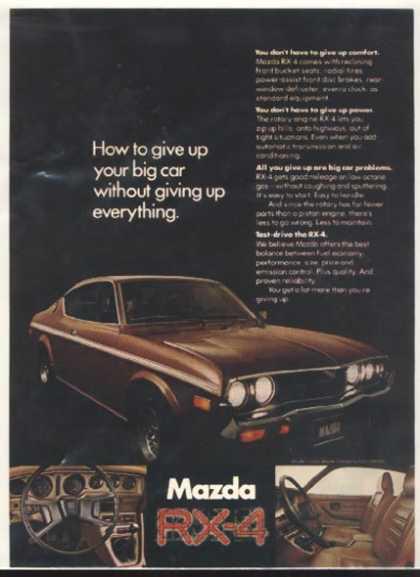 How to give up
your big car
without giving up
everything.
You don't have to give up comfort.
Mazda RX-4 comes with reclining
front bucket seats, radial tires,
power-assist front disc brakes, rear-
window defroster, even a clock, as
standard equipment.
You don't have to give up power.
The rotary-engine RX-4 lets you
zip up hills, onto highways, out of
tight situations. Even when you add
automatic transmission and air
conditioning.
All you give up are big car problems.
RX-4 gets good mileage on low octane
gas—without coughing and sputtering.
It's easy to start. Easy to handle.
And since the rotary has far fewer
parts than a piston engine, there's
less to go wrong. Less to maintain.
Test-drive the RX-4.
We believe Mazda offers the best
balance between fuel economy,
performance, size, price and
emission control. Plus quality. And
proven reliability.
You get a lot more than you're
giving up.
MAZDA
Mazda
RX-4